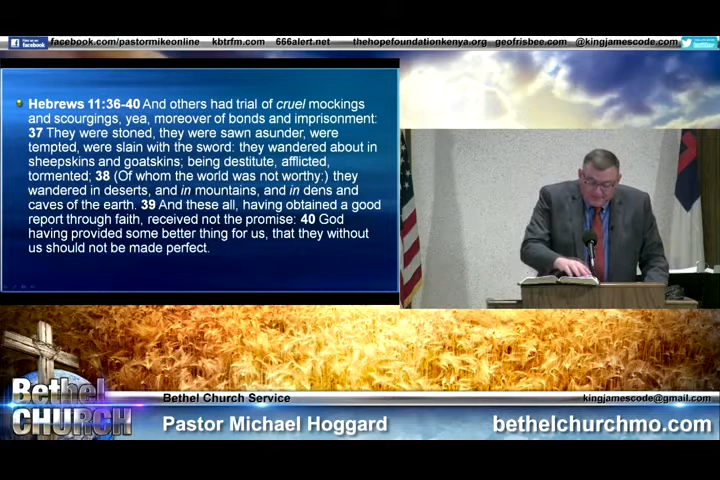 facebook.com/pastormikeonline kbtrfm.com 666alert.net thehopefoundationkenya.org geofrisbee.com @kingjamescode.com
Hebrews 11:36-40 And others had trial of cruel mockings
and scourgings, yea, moreover of bonds and imprisonment:
37 They were stoned, they were sawn asunder, were
tempted, were slain with the sword: they wandered about in
sheepskins and goatskins; being destitute, afflicted,
tormented; 38 (Of whom the world was not worthy:) they
wandered in deserts, and in mountains, and in dens and
caves of the earth. 39 And these all, having obtained a good
report through faith, received not the promise: 40 God
having provided some better thing for us, that they without
us should not be made perfect.
Bethel
CHURCH
Bethel Church Service
kingjamescode@gmail.com
Pastor Michael Hoggard
bethelchurchmo.com